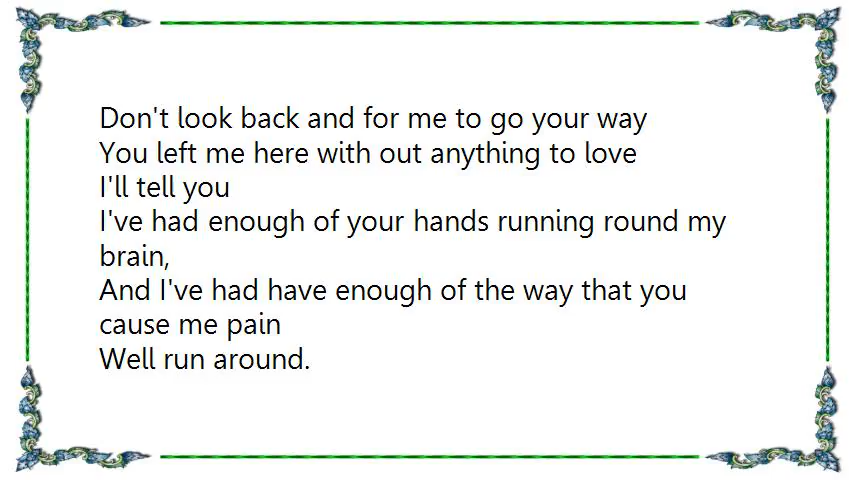 Don't look back and for me to go your way
You left me here with out anything to love
I'll tell you
I've had enough of your hands running round my
brain,
And I've had have enough of the way that you
cause me pain
Well run around.